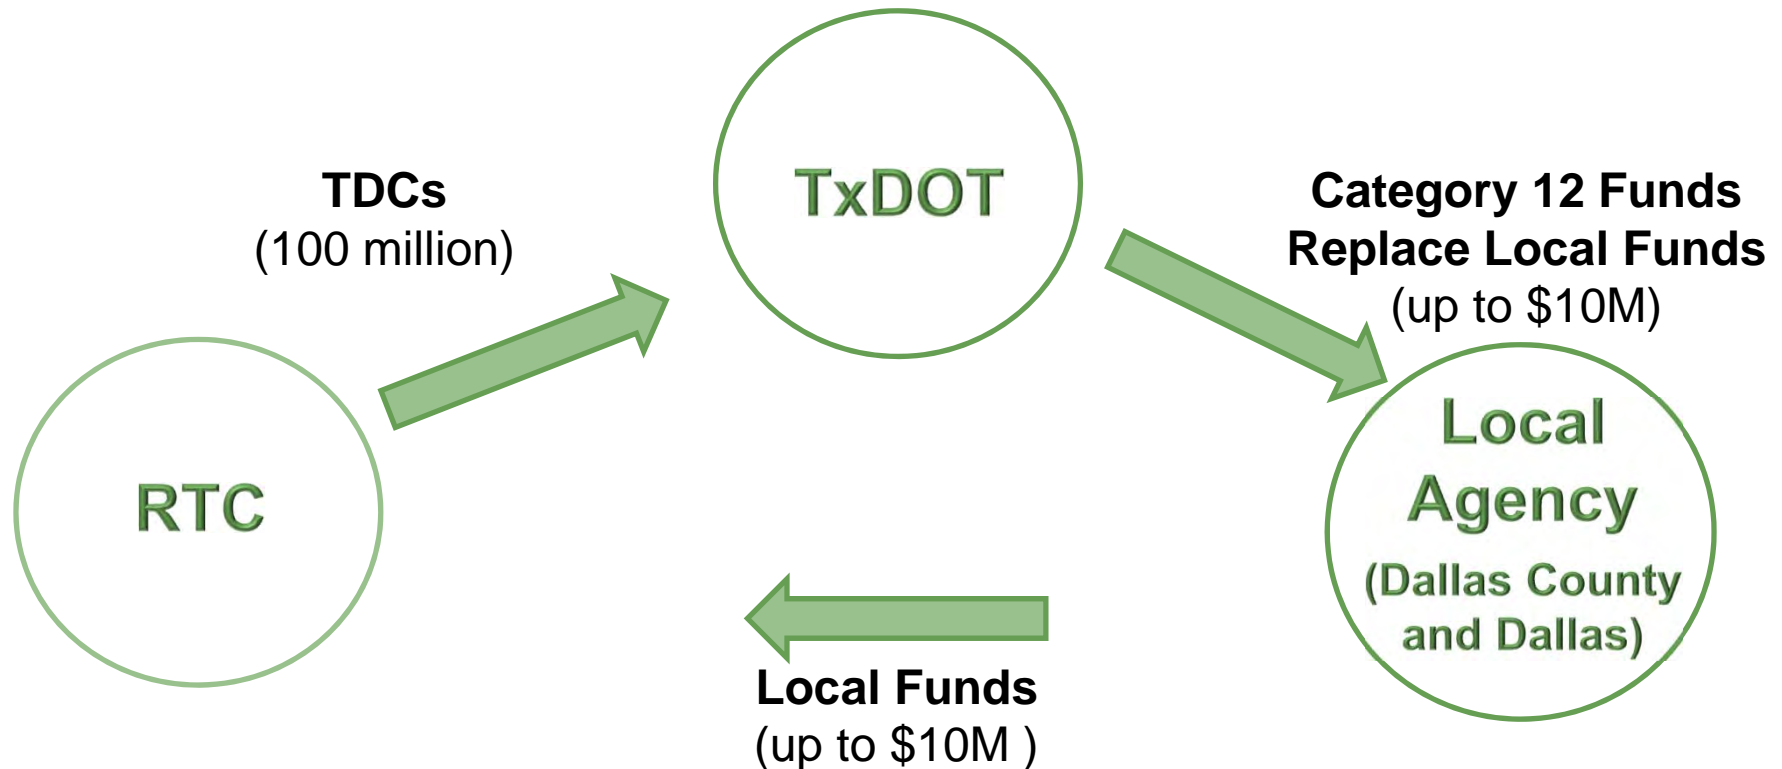 TxDOT
TDCs
(100 million)
Category 12 Funds
Replace Local Funds
(up to $10M)
RTC
Local
Agency
(Dallas County
and Dallas)
Local Funds
(up to $10M )